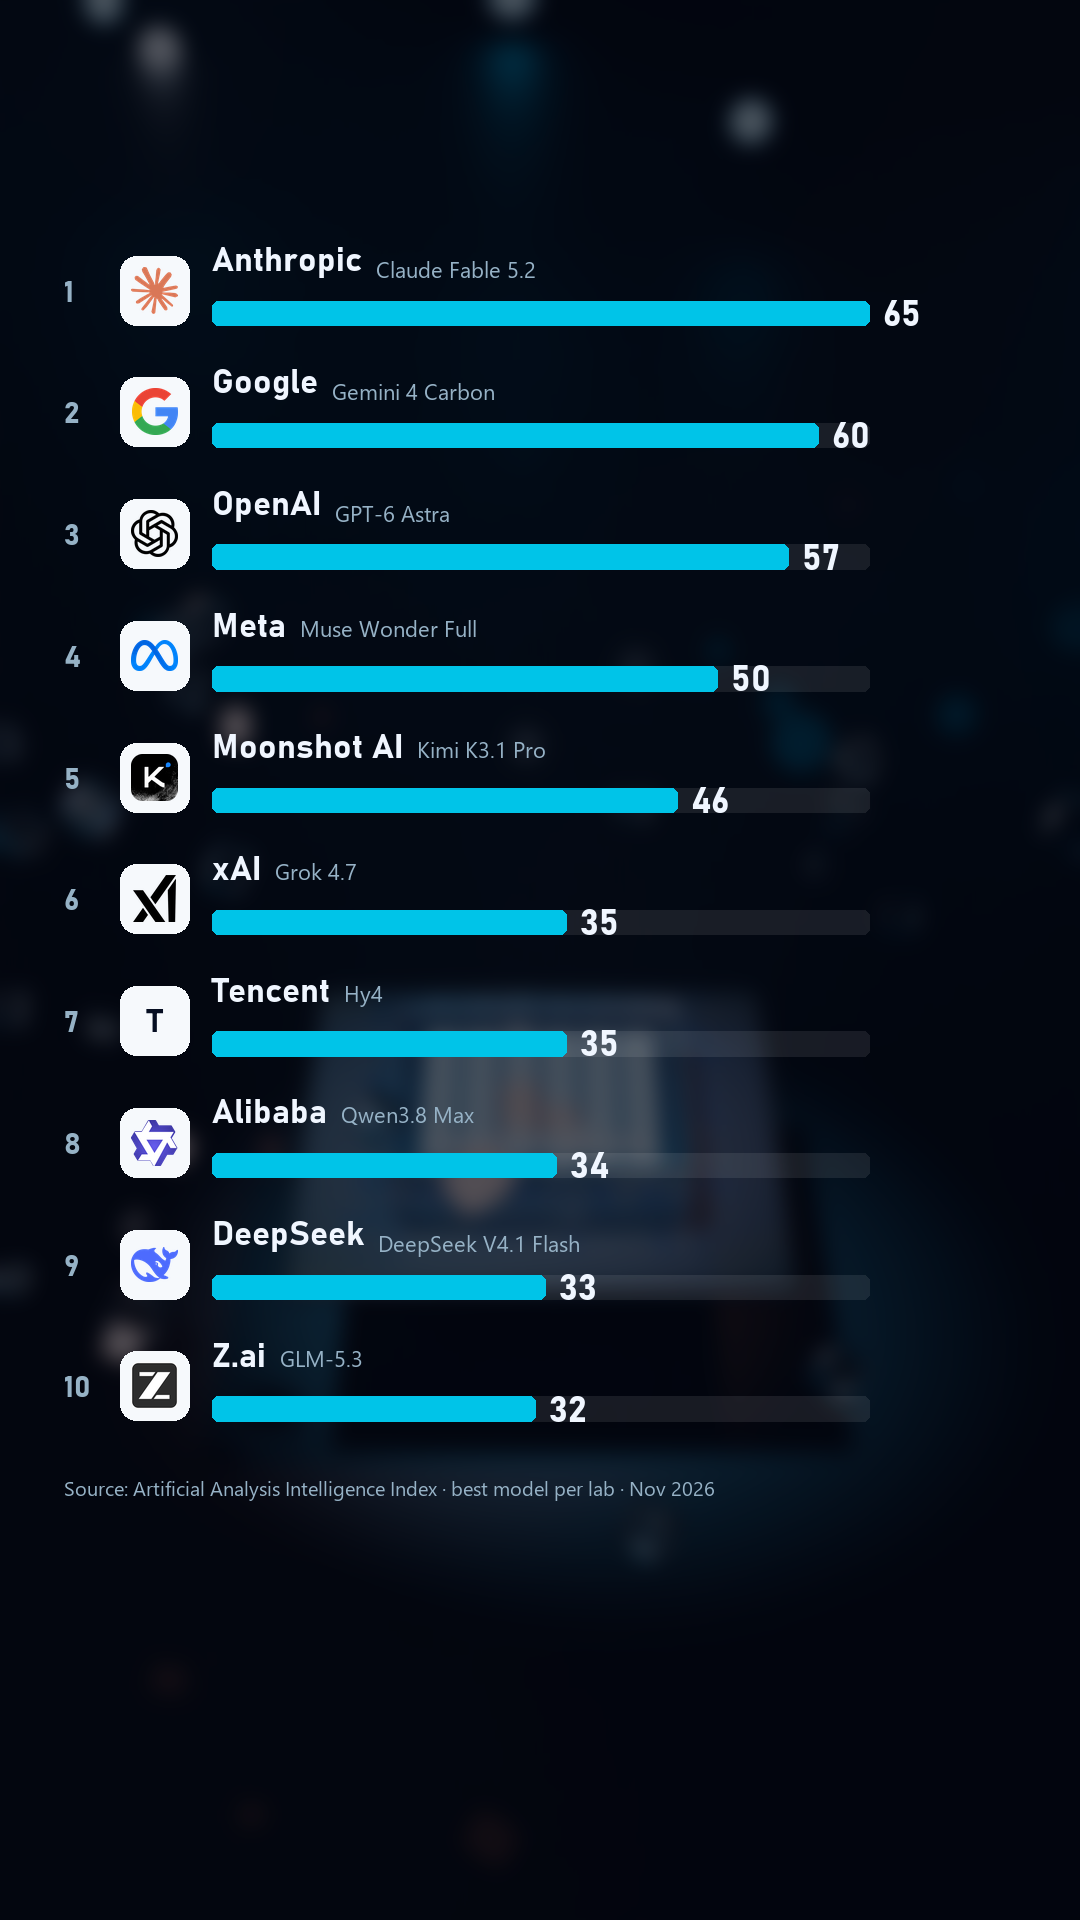 1 Anthropic Claude Fable 5.2
65
2 Google Gemini 4 Carbon
60
3 OpenAI GPT-6 Astra
57
4 Meta Muse Wonder Full
50
5 Moonshot AI Kimi K3.1 Pro
46
6 xAI Grok 4.7
35
7 T Tencent Hy4
35
8 Alibaba Qwen3.8 Max
34
9 DeepSeek DeepSeek V4.1 Flash
33
10 Z.ai GLM-5.3
32
Source: Artificial Analysis Intelligence Index · best model per lab · Nov 2026